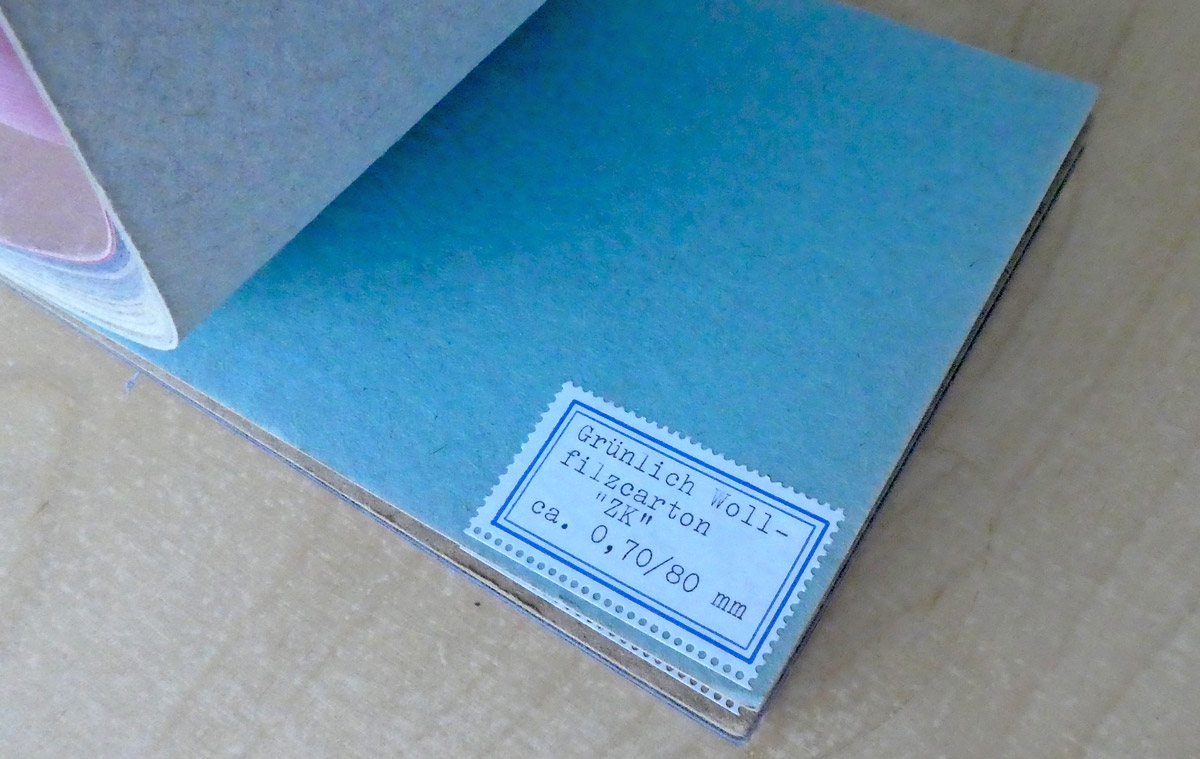 Grünlich Woll-
filzcarton
"ZK"
ca. 0,70/80 mm